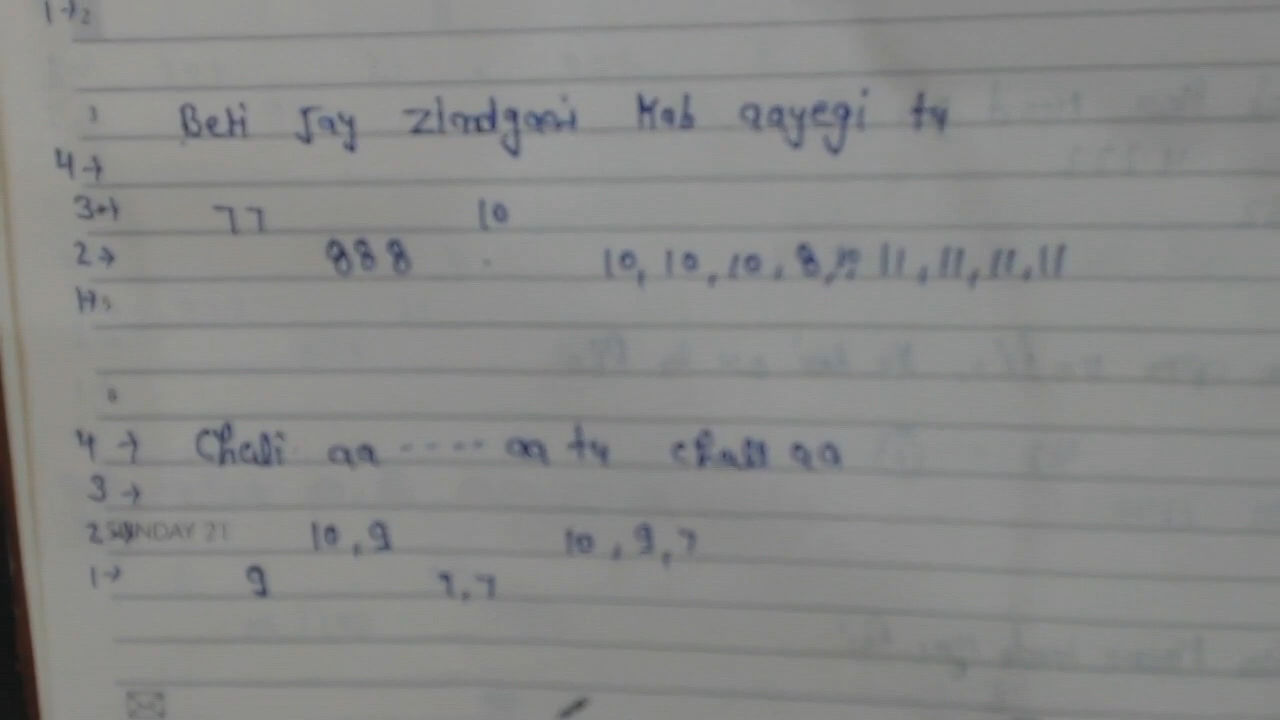 1→2
Beti Jay zindgani Kab aayegi tu
4→
3→ 77 10
2→ 888 10, 10, 10, 8, 11, 11, 11, 11
4 → Chali aa ---- aa tu chali aa
3 →
2 SUNDAY 21 10, 9 10, 9, 7
1→ 9 7, 7